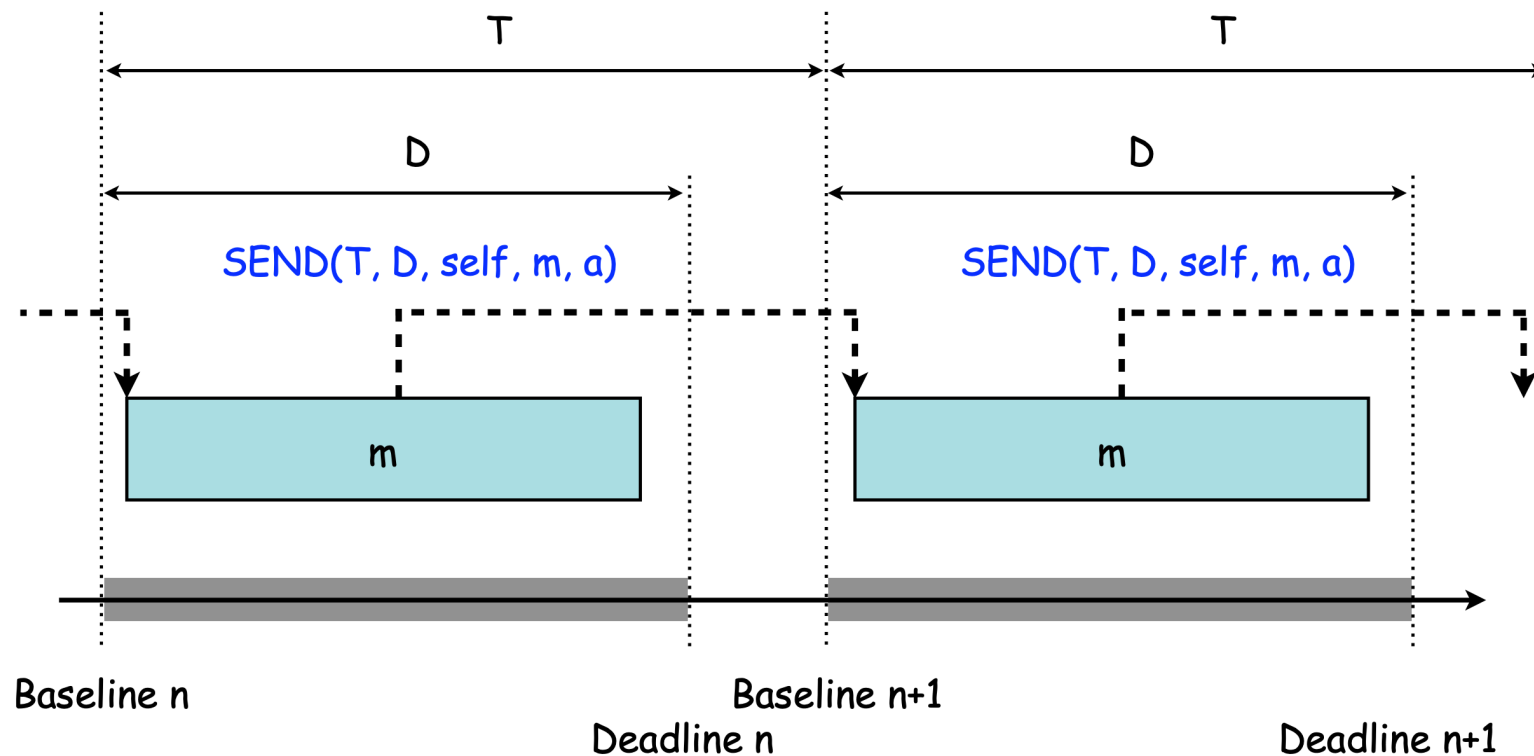 T T
D D
SEND(T, D, self, m, a) SEND(T, D, self, m, a)
m m
Baseline n Baseline n+1
Deadline n Deadline n+1